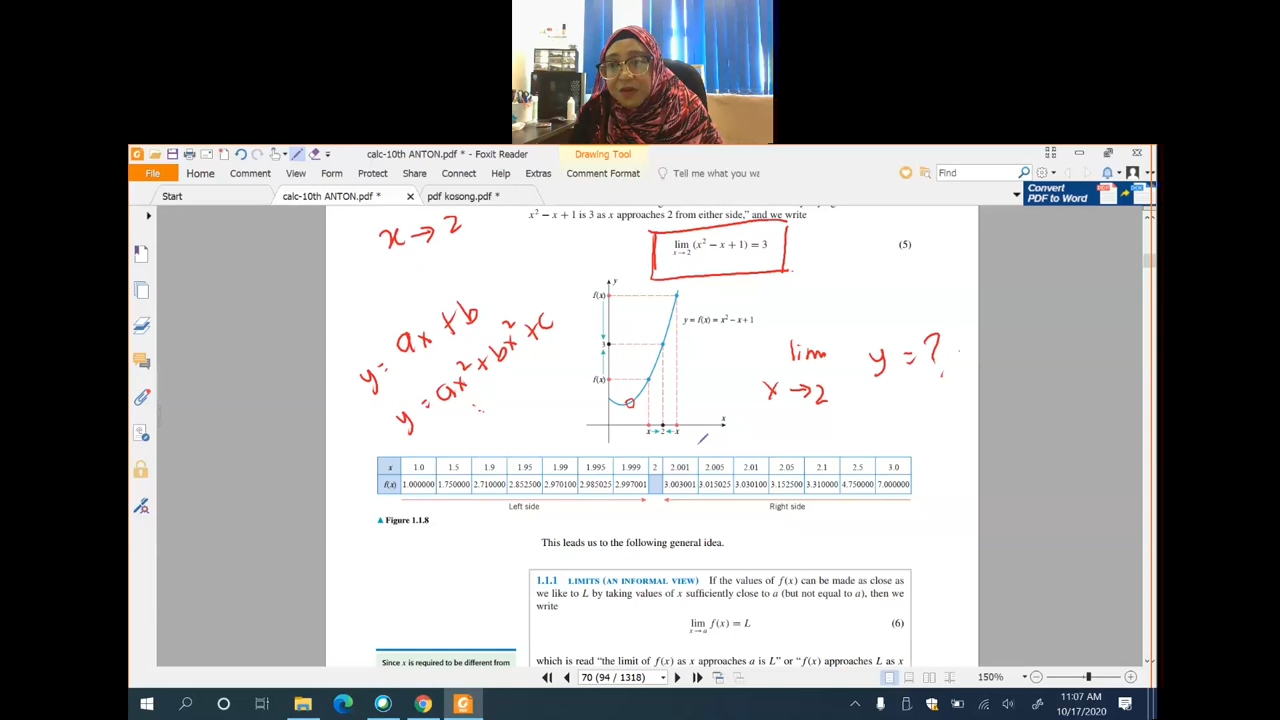 calc-10th ANTON.pdf * - Foxit Reader
Drawing Tool
File
Home
Comment
View
Form
Protect
Share
Connect
Help
Extras
Comment Format
Tell me what you wa
Find
Start
calc-10th ANTON.pdf *
pdf kosong.pdf *
Convert
PDF to Word
x² − x + 1 is 3 as x approaches 2 from either side,” and we write
x → 2
lim (x² − x + 1) = 3
x→2
(5)
y
f(x)
y = f(x) = x² − x + 1
3
f(x)
x
x 2 x
y = ax + b
y = ax² + bx² + c
lim y = ?
x → 2
x 1.0 1.5 1.9 1.95 1.99 1.995 1.999 2 2.001 2.005 2.01 2.05 2.1 2.5 3.0
f(x) 1.000000 1.750000 2.710000 2.852500 2.970100 2.985025 2.997001 3.003001 3.015025 3.030100 3.152500 3.310000 4.750000 7.000000
Left side
Right side
▲ Figure 1.1.8
This leads us to the following general idea.
1.1.1 LIMITS (AN INFORMAL VIEW) If the values of f(x) can be made as close as
we like to L by taking values of x sufficiently close to a (but not equal to a), then we
write
lim f(x) = L
x→a
(6)
which is read “the limit of f(x) as x approaches a is L” or “f(x) approaches L as x
Since x is required to be different from
70 (94 / 1318)
150%
11:07 AM
10/17/2020